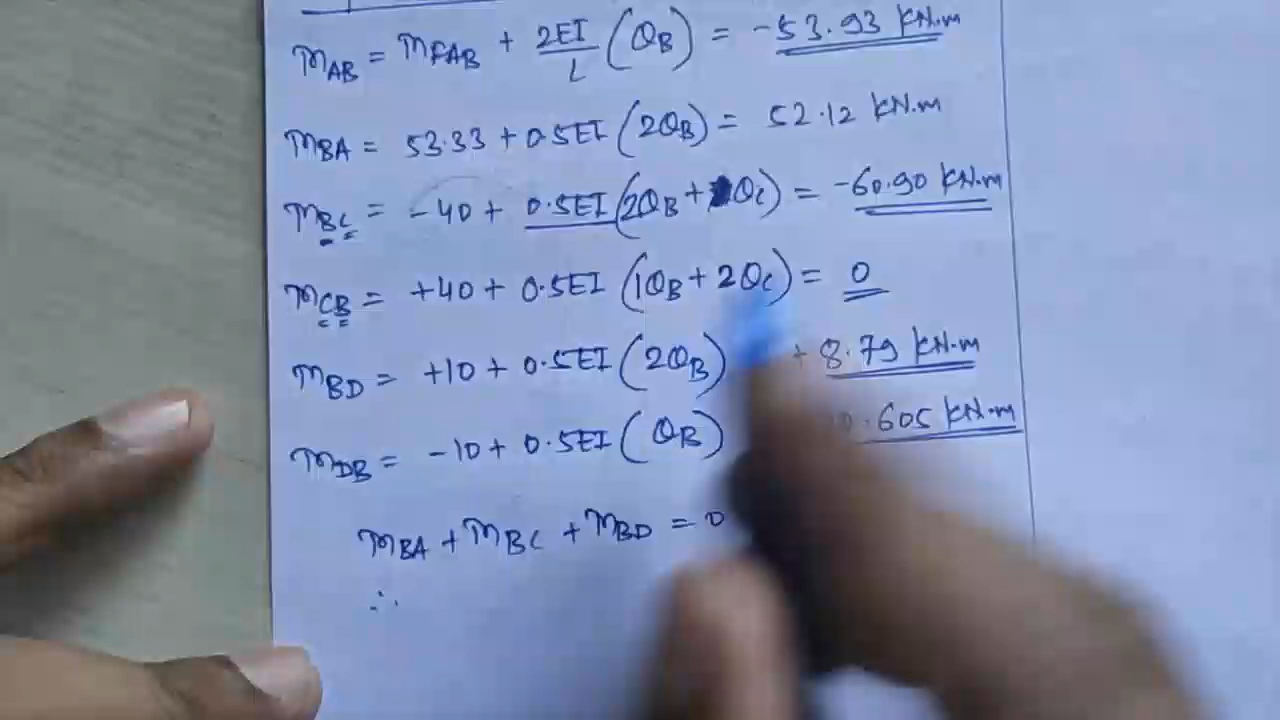 M_AB = M_FAB + 2EI/L (θ_B) = -53.93 kN.m
M_BA = 53.33 + 0.5EI (2θ_B) = 52.12 kN.m
M_BC = -40 + 0.5EI (2θ_B + θ_C) = -60.90 kN.m
M_CB = +40 + 0.5EI (1θ_B + 2θ_C) = 0
M_BD = +10 + 0.5EI (2θ_B) + 8.79 kN.m
M_DB = -10 + 0.5EI (θ_B) .605 kN.m
M_BA + M_BC + M_BD = 0
∴